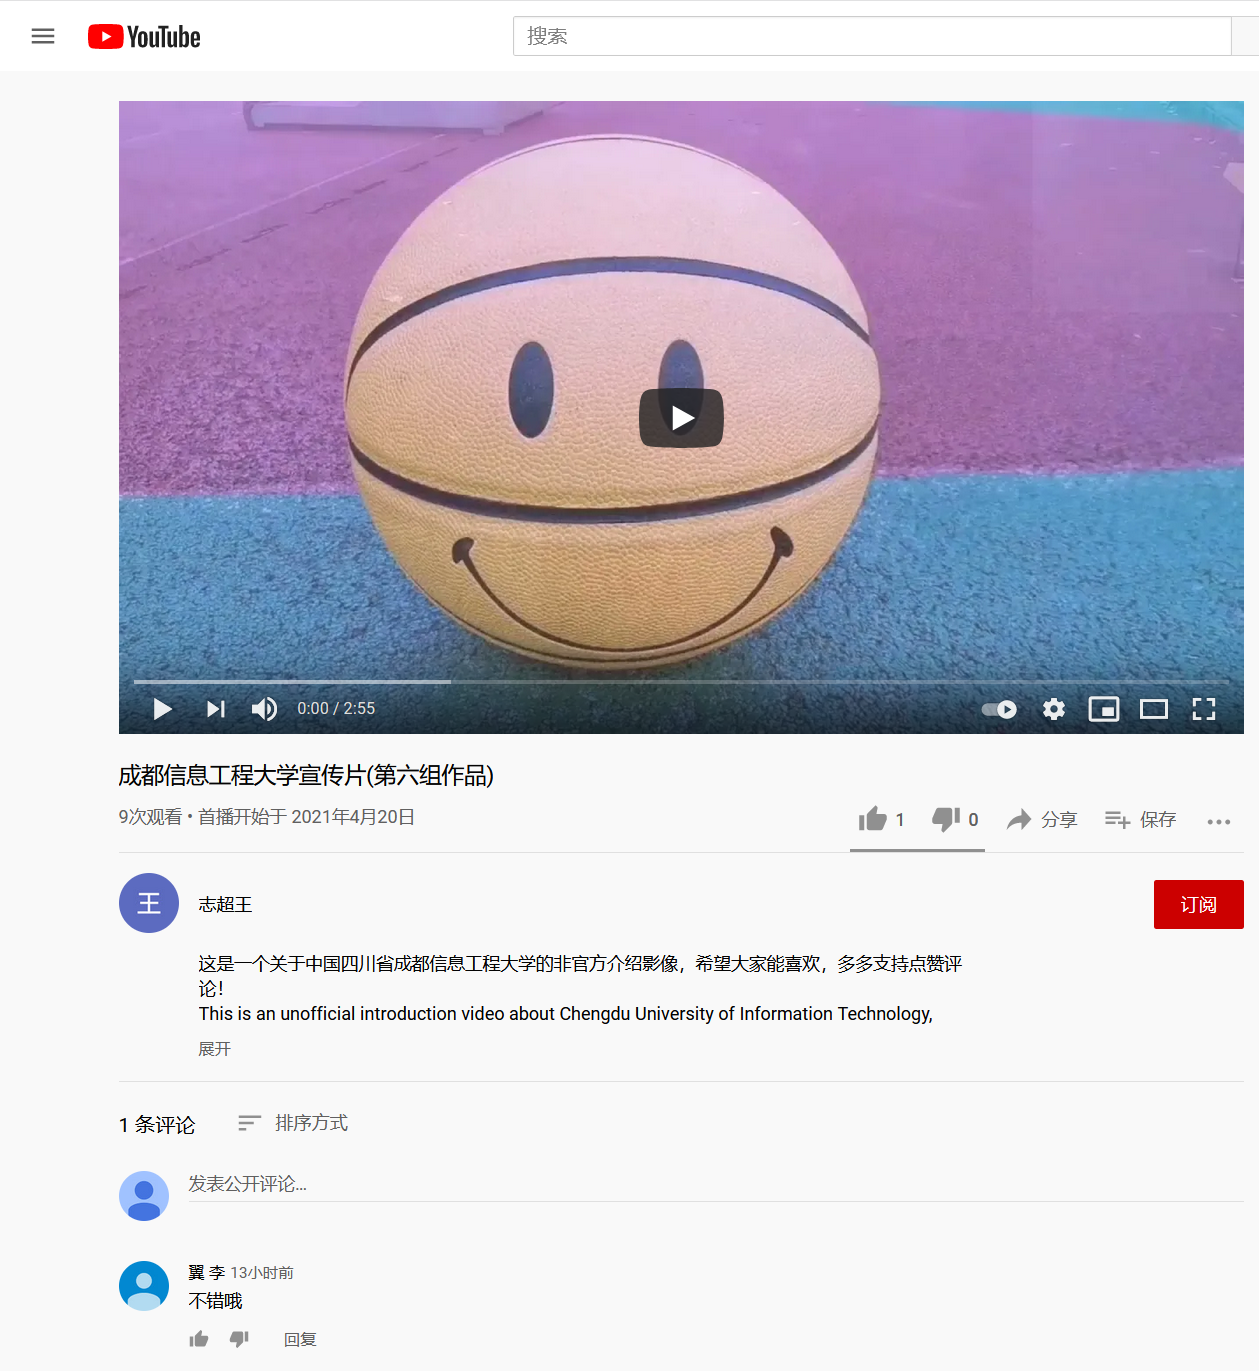 YouTube
搜索
0:00 / 2:55
成都信息工程大学宣传片(第六组作品)
9次观看 • 首播开始于 2021年4月20日
1
0
分享
保存
王
志超王
订阅
这是一个关于中国四川省成都信息工程大学的非官方介绍影像，希望大家能喜欢，多多支持点赞评
论！
This is an unofficial introduction video about Chengdu University of Information Technology,
展开
1 条评论
排序方式
发表公开评论...
翼 李 13小时前
不错哦
回复